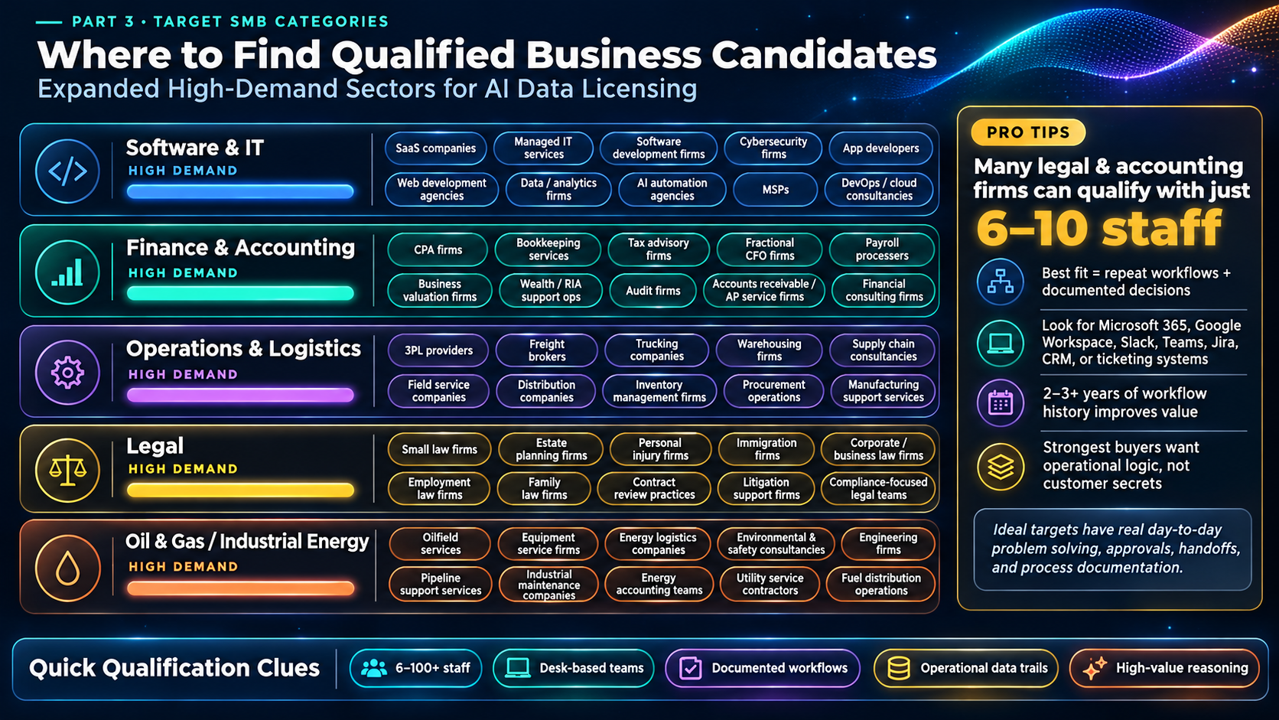 PART 3 · TARGET SMB CATEGORIES
Where to Find Qualified Business Candidates
Expanded High-Demand Sectors for AI Data Licensing
</>
Software & IT
HIGH DEMAND
SaaS companies
Managed IT
services
Software
development firms
Cybersecurity
firms
App developers
Web development
agencies
Data / analytics
firms
AI automation
agencies
MSPs
DevOps / cloud
consultancies
Finance & Accounting
HIGH DEMAND
CPA firms
Bookkeeping
services
Tax advisory
firms
Fractional
CFO firms
Payroll
processers
Business
valuation firms
Wealth / RIA
support ops
Audit firms
Accounts receivable /
AP service firms
Financial
consulting firms
Operations & Logistics
HIGH DEMAND
3PL providers
Freight
brokers
Trucking
companies
Warehousing
firms
Supply chain
consultancies
Field service
companies
Distribution
companies
Inventory
management firms
Procurement
operations
Manufacturing
support services
Legal
HIGH DEMAND
Small law firms
Estate
planning firms
Personal
injury firms
Immigration
firms
Corporate /
business law firms
Employment
law firms
Family
law firms
Contract
review practices
Litigation
support firms
Compliance-focused
legal teams
Oil & Gas / Industrial Energy
HIGH DEMAND
Oilfield
services
Equipment
service firms
Energy logistics
companies
Environmental &
safety consultancies
Engineering
firms
Pipeline
support services
Industrial
maintenance
companies
Energy
accounting teams
Utility service
contractors
Fuel distribution
operations
PRO TIPS
Many legal & accounting
firms can qualify with just
6–10 staff
Best fit = repeat workflows +
documented decisions
Look for Microsoft 365, Google
Workspace, Slack, Teams, Jira,
CRM, or ticketing systems
2–3+ years of workflow
history improves value
Strongest buyers want
operational logic, not
customer secrets
Ideal targets have real day-to-day
problem solving, approvals, handoffs,
and process documentation.
Quick Qualification Clues
6–100+ staff
Desk-based teams
Documented workflows
Operational data trails
High-value reasoning